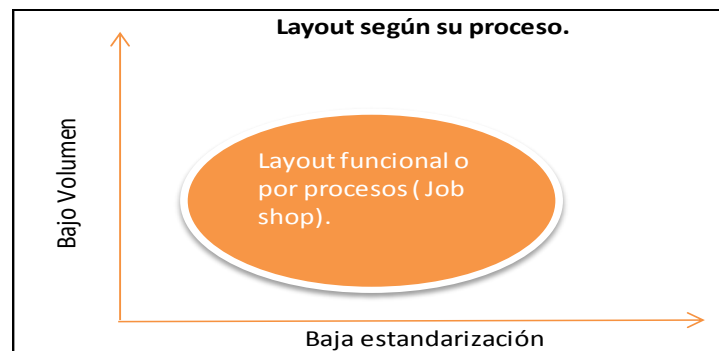 Layout según su proceso.
Bajo Volumen
Layout funcional o
por procesos ( Job
shop).
Baja estandarización